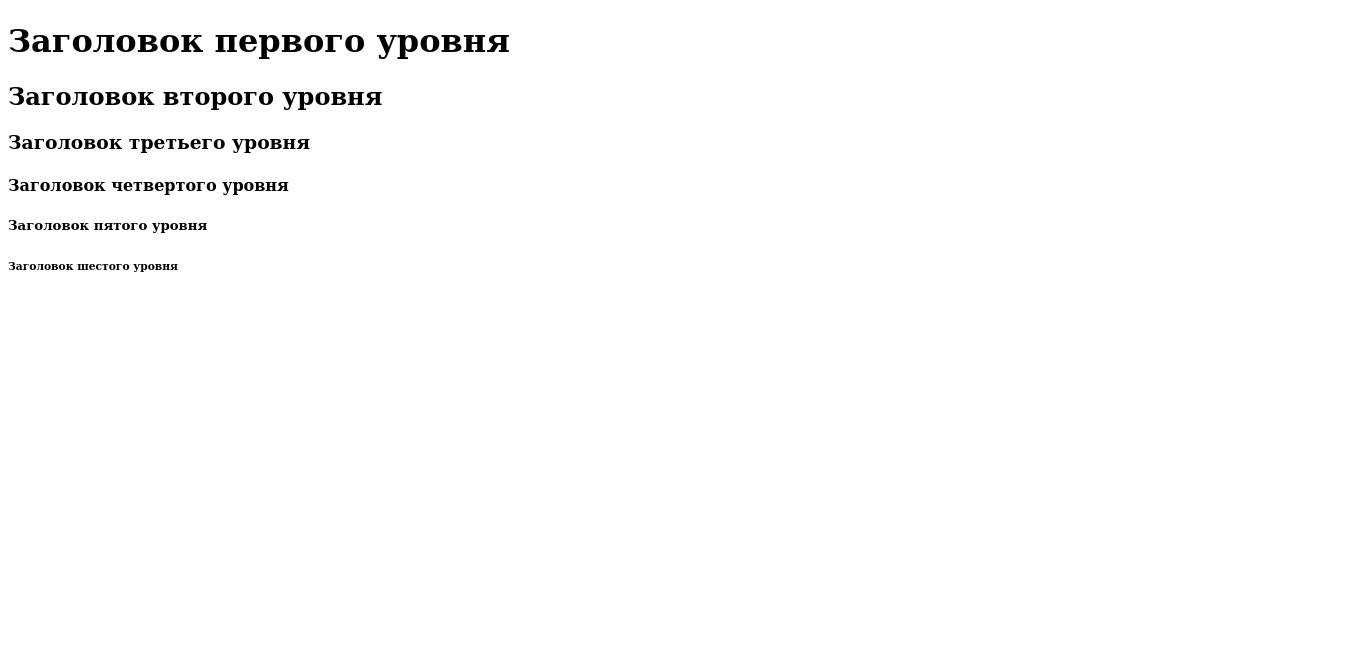 Заголовок первого уровня
Заголовок второго уровня
Заголовок третьего уровня
Заголовок четвертого уровня
Заголовок пятого уровня
Заголовок шестого уровня